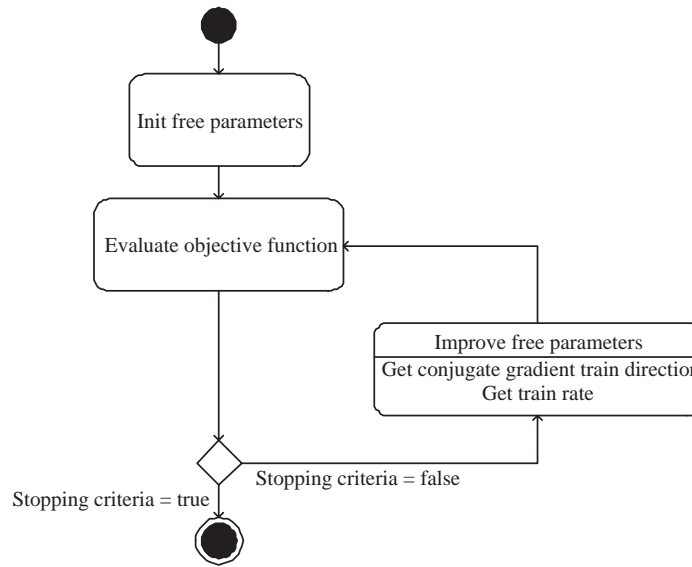 Init free parameters
Evaluate objective function
Improve free parameters
Get conjugate gradient train direction
Get train rate
Stopping criteria = false
Stopping criteria = true